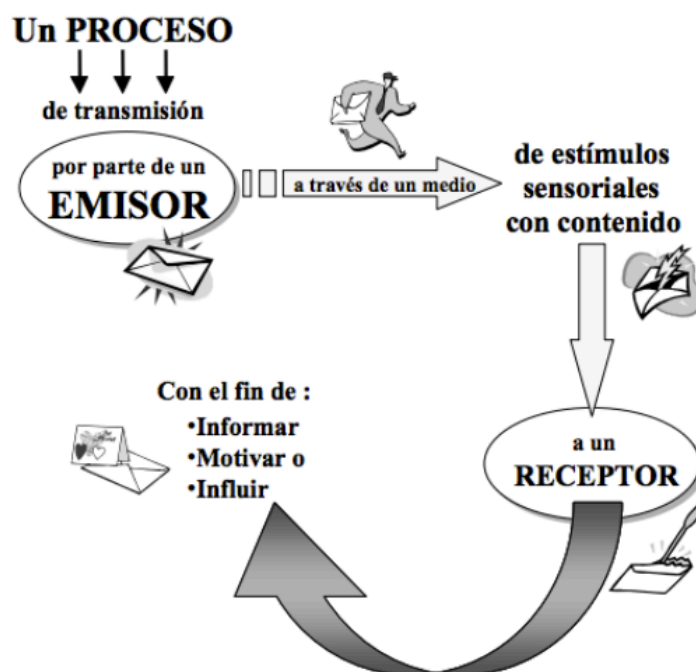 Un PROCESO
de transmisión
por parte de un
EMISOR
a través de un medio
de estímulos
sensoriales
con contenido
a un
RECEPTOR
Con el fin de :
•Informar
•Motivar o
•Influir